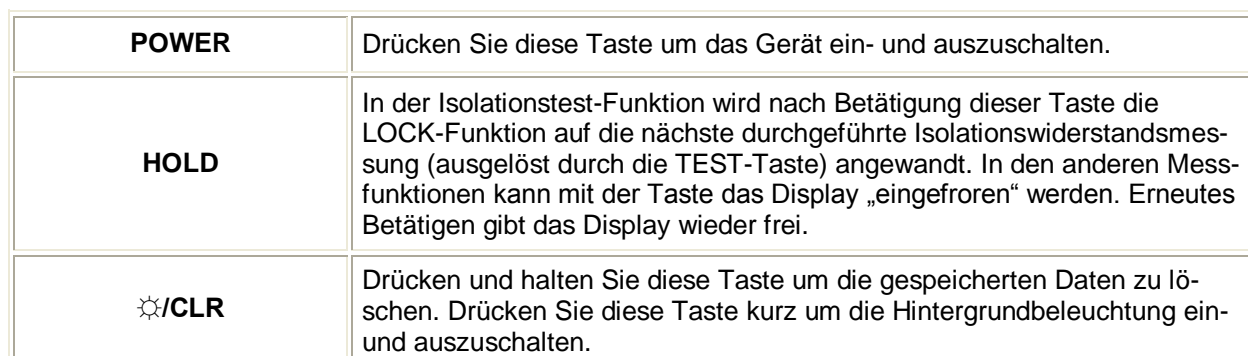 POWER
Drücken Sie diese Taste um das Gerät ein- und auszuschalten.
HOLD
In der Isolationstest-Funktion wird nach Betätigung dieser Taste die
LOCK-Funktion auf die nächste durchgeführte Isolationswiderstandsmes-
sung (ausgelöst durch die TEST-Taste) angewandt. In den anderen Mess-
funktionen kann mit der Taste das Display „eingefroren“ werden. Erneutes
Betätigen gibt das Display wieder frei.
☼/CLR
Drücken und halten Sie diese Taste um die gespeicherten Daten zu lö-
schen. Drücken Sie diese Taste kurz um die Hintergrundbeleuchtung ein-
und auszuschalten.